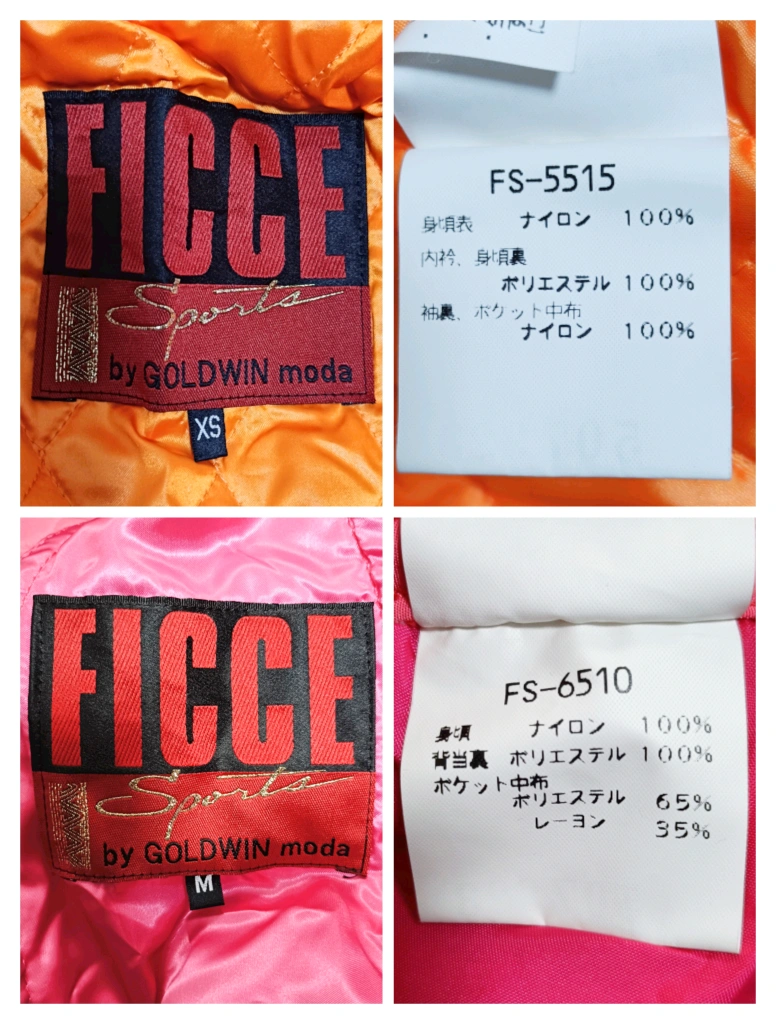 FICCE
Sports
by GOLDWIN moda
XS
FS-5515
身頃表 ナイロン 100%
内衿、身頃裏
ポリエステル 100%
袖裏、ポケット中布
ナイロン 100%
FICCE
Sports
by GOLDWIN moda
M
FS-6510
身頃 ナイロン 100%
背当裏 ポリエステル 100%
ポケット中布
ポリエステル 65%
レーヨン 35%